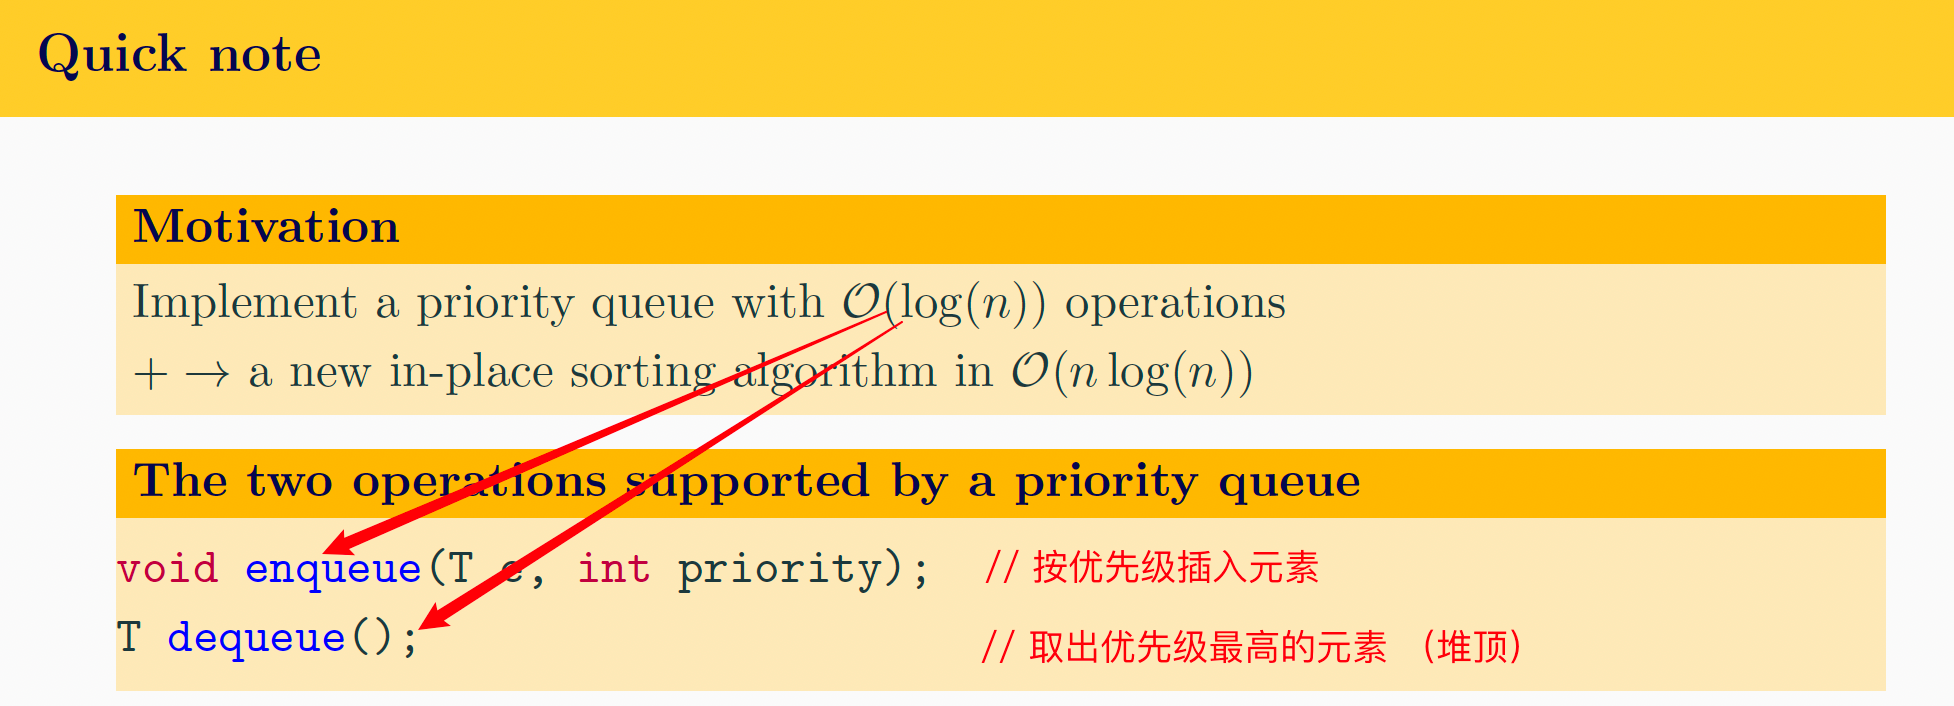 Quick note
Motivation
Implement a priority queue with 𝒪(log(n)) operations
+ → a new in-place sorting algorithm in 𝒪(n log(n))
The two operations supported by a priority queue
void enqueue(T e, int priority); // 按优先级插入元素
T dequeue(); // 取出优先级最高的元素 （堆顶）